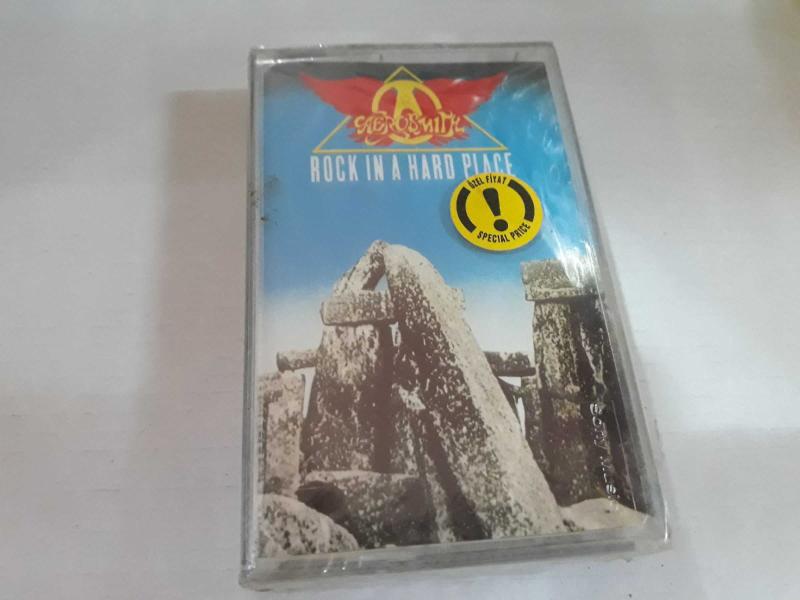 AEROSMITH
ROCK IN A HARD PLACE
ÖZEL FİYAT
!
SPECIAL PRICE